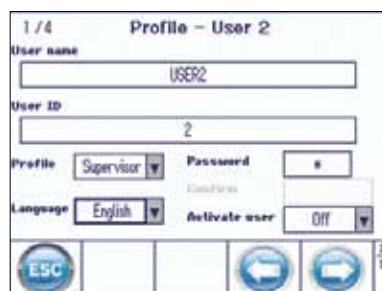 1/4 Profile - User 2
User name
USER2
User ID
2
Profile Supervisor Password *
Confirm
Language English Activate user Off
ESC